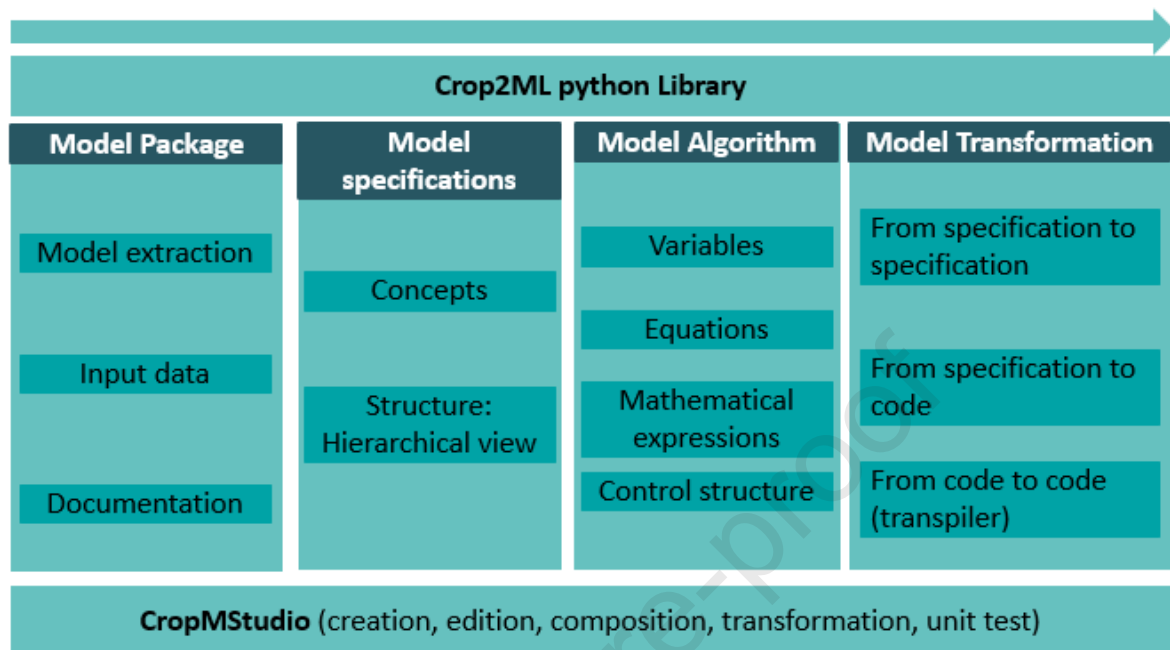 Crop2ML python Library
Model Package
Model extraction
Input data
Documentation
Model
specifications
Concepts
Structure:
Hierarchical view
Model Algorithm
Variables
Equations
Mathematical
expressions
Control structure
Model Transformation
From specification to
specification
From specification to
code
From code to code
(transpiler)
CropMStudio (creation, edition, composition, transformation, unit test)
re-proof